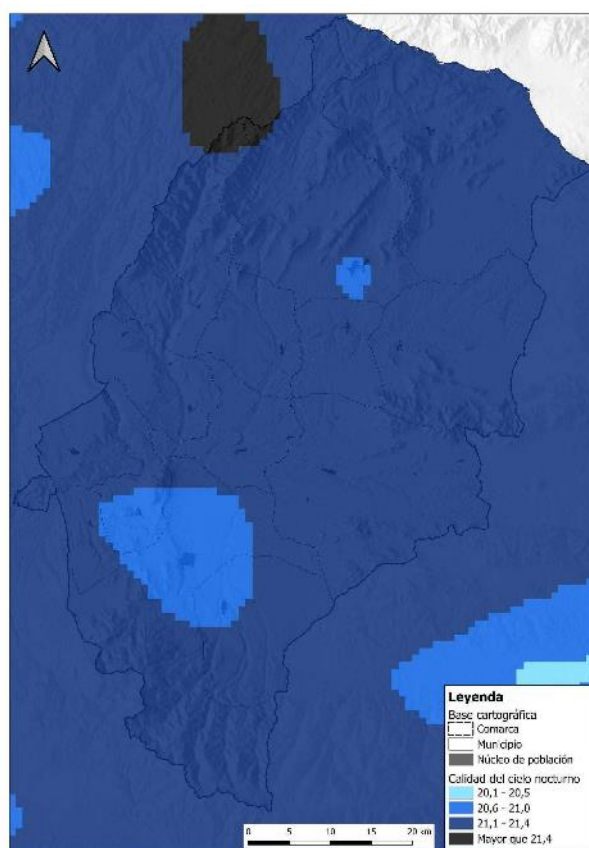 Leyenda
Base cartográfica
Comarca
Municipio
Núcleo de población
Calidad del cielo nocturno
20,1 - 20,5
20,6 - 21,0
21,1 - 21,4
Mayor que 21,4
0 5 10 15 20 km